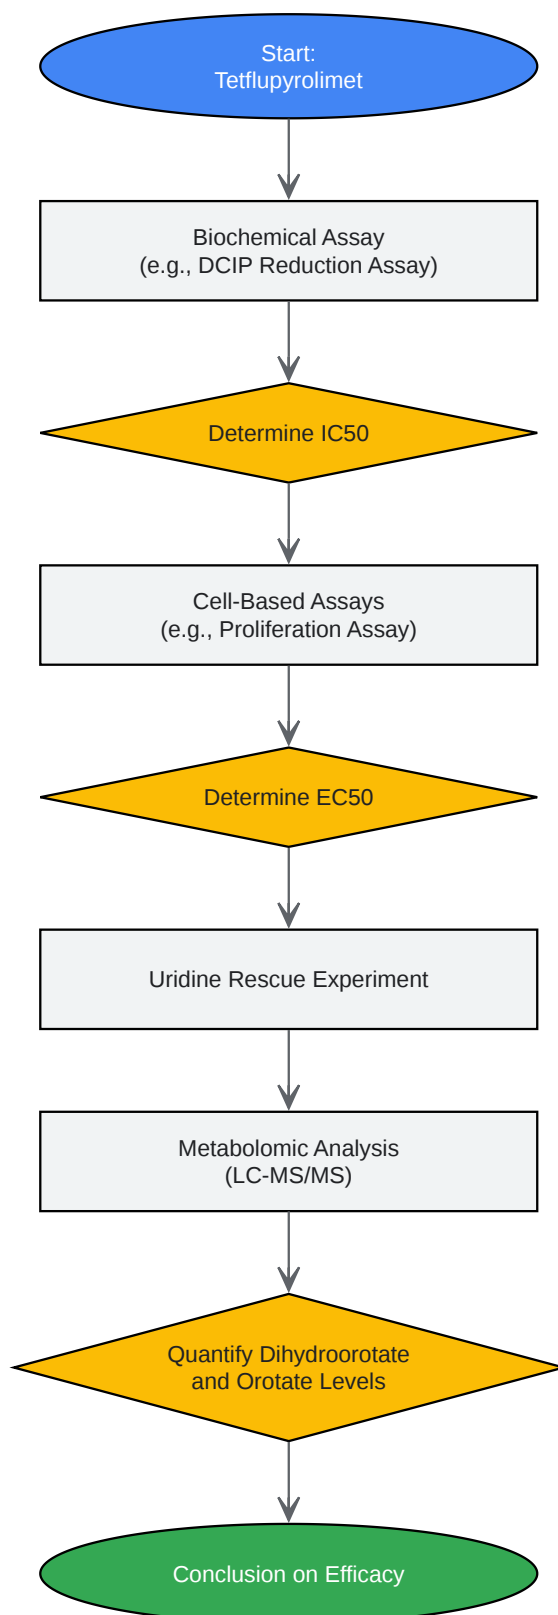 Start:
Tetflupyrolimet
Biochemical Assay
(e.g., DCIP Reduction Assay)
Determine IC50
Cell-Based Assays
(e.g., Proliferation Assay)
Determine EC50
Uridine Rescue Experiment
Metabolomic Analysis
(LC-MS/MS)
Quantify Dihydroorotate
and Orotate Levels
Conclusion on Efficacy